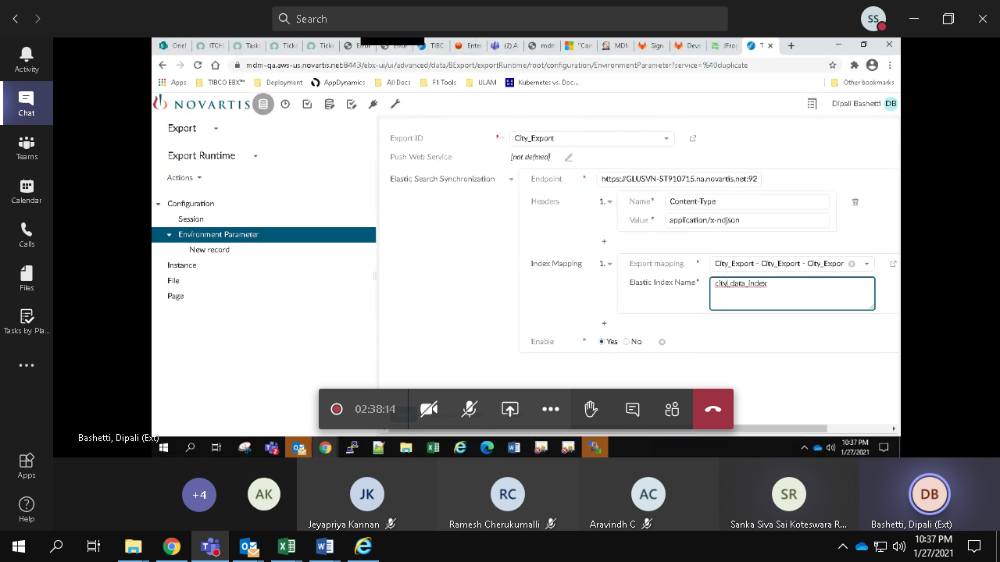 Search
SS
Activity
Chat
Teams
Calendar
Calls
Files
Tasks by Pla...
Apps
Help
OneI
ITCH
Tasks
Ticke
Ticke
Error
Error
TIBC
Enter
(2) A
mdm
"Con
MDM
Sign
Deve
JFro
T
mdm-qa.aws-us.novartis.net:8443/ebx-ui/ui/advanced/data/BExport/exportRuntime/root/configuration/EnvironmentParameter?service=%40duplicate
Apps
TIBCO EBX™
Deployment
AppDynamics
All Docs
F1 Tools
ULAM
Kubernetes vs. Doc...
Other bookmarks
NOVARTIS
Dipali Bashetti
DB
Export
Export Runtime
Actions
Configuration
Session
Environment Parameter
New record
Instance
File
Page
Export ID * City_Export
Push Web Service [not defined]
Elastic Search Synchronization
Endpoint * https://GLUSVN-ST910715.na.novartis.net:92
Headers 1. Name* Content-Type
Value * application/x-ndjson
+
Index Mapping 1. Export mapping * City_Export - City_Export - City_Expor
Elastic Index Name* city_data_index
+
Enable * Yes No
02:38:14
Bashetti, Dipali (Ext)
10:37 PM
1/27/2021
+4
AK
JK
RC
AC
SR
DB
Jeyapriya Kannan
Ramesh Cherukumalli
Aravindh C
Sanka Siva Sai Koteswara R...
Bashetti, Dipali (Ext)
10:37 PM
1/27/2021